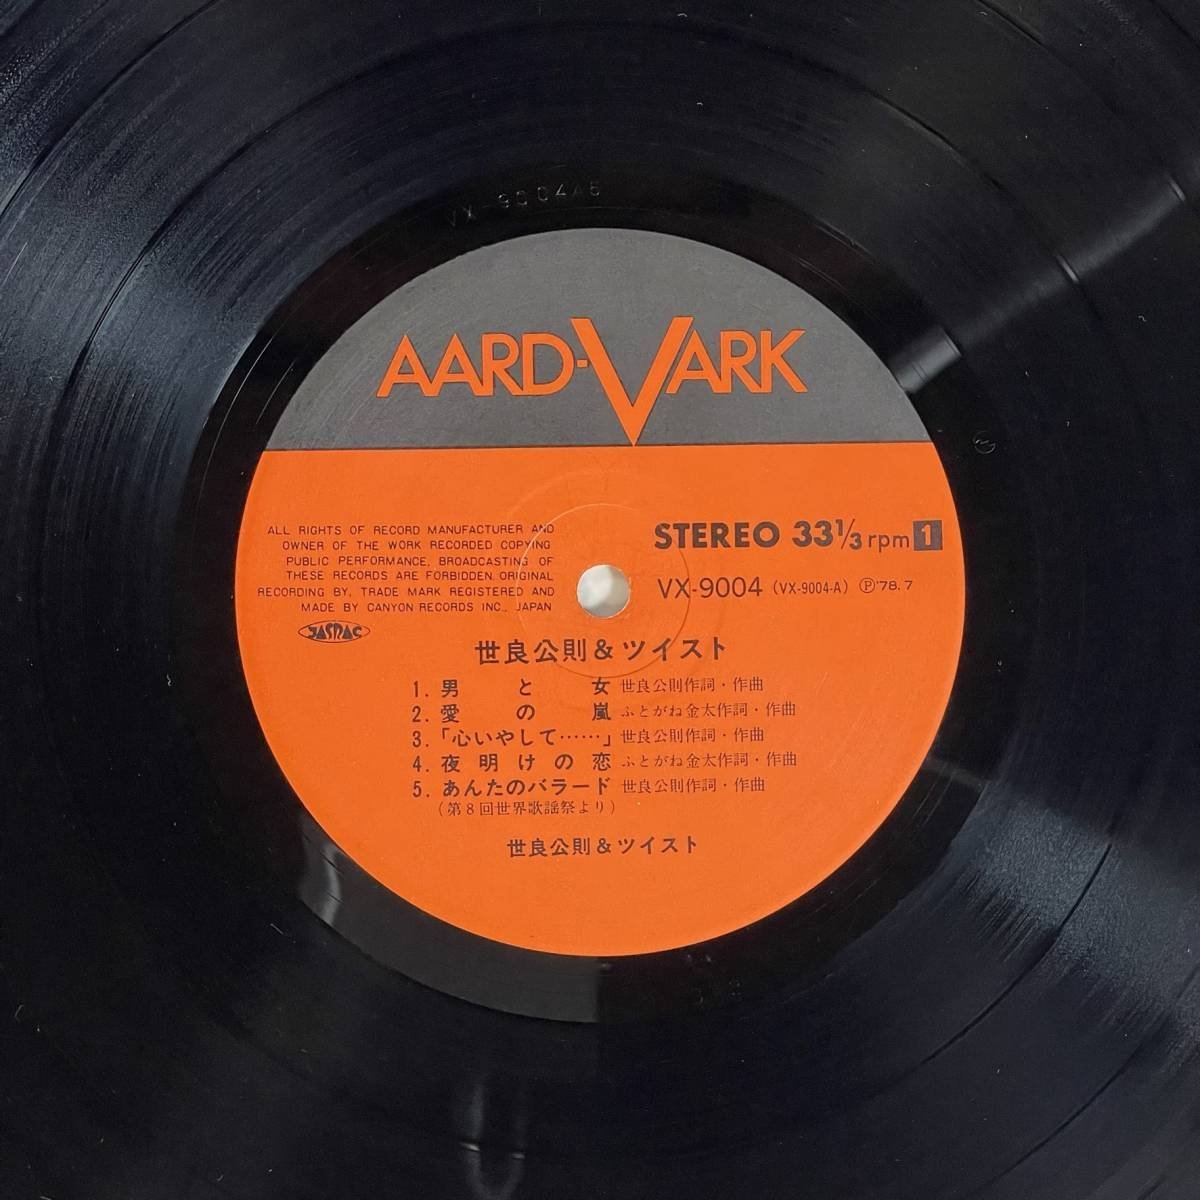 VX-9004A5
AARD-VARK
ALL RIGHTS OF RECORD MANUFACTURER AND
OWNER OF THE WORK RECORDED COPYING
PUBLIC PERFORMANCE, BROADCASTING OF
THESE RECORDS ARE FORBIDDEN. ORIGINAL
RECORDING BY, TRADE MARK REGISTERED AND
MADE BY CANYON RECORDS INC., JAPAN
JASRAC
STEREO 33 1/3 rpm 1
VX-9004 (VX-9004-A) Ⓟ'78.7
世良公則&ツイスト
1. 男と女 世良公則作詞・作曲
2. 愛の嵐 ふとがね金太作詞・作曲
3.「心いやして……」世良公則作詞・作曲
4. 夜明けの恋 ふとがね金太作詞・作曲
5. あんたのバラード 世良公則作詞・作曲
(第8回世界歌謡祭より)
世良公則&ツイスト